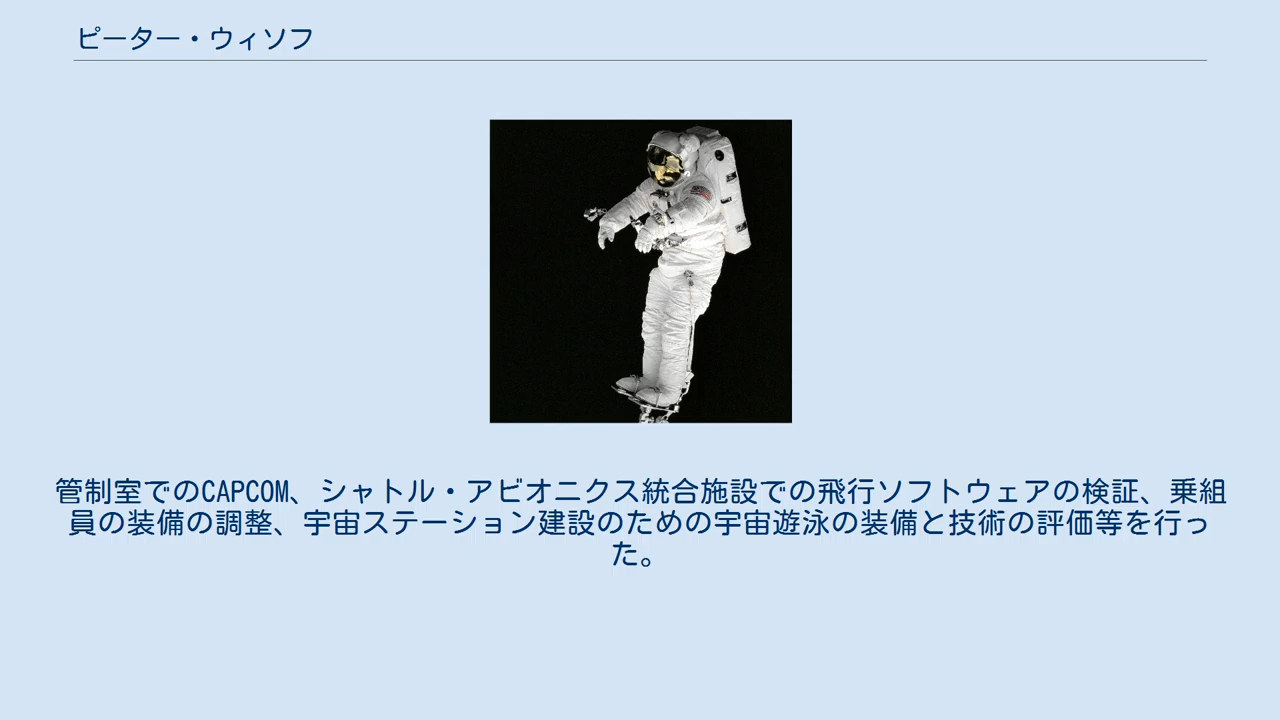 ピーター・ウィソフ
管制室でのCAPCOM、シャトル・アビオニクス統合施設での飛行ソフトウェアの検証、乗組
員の装備の調整、宇宙ステーション建設のための宇宙遊泳の装備と技術の評価等を行っ
た。